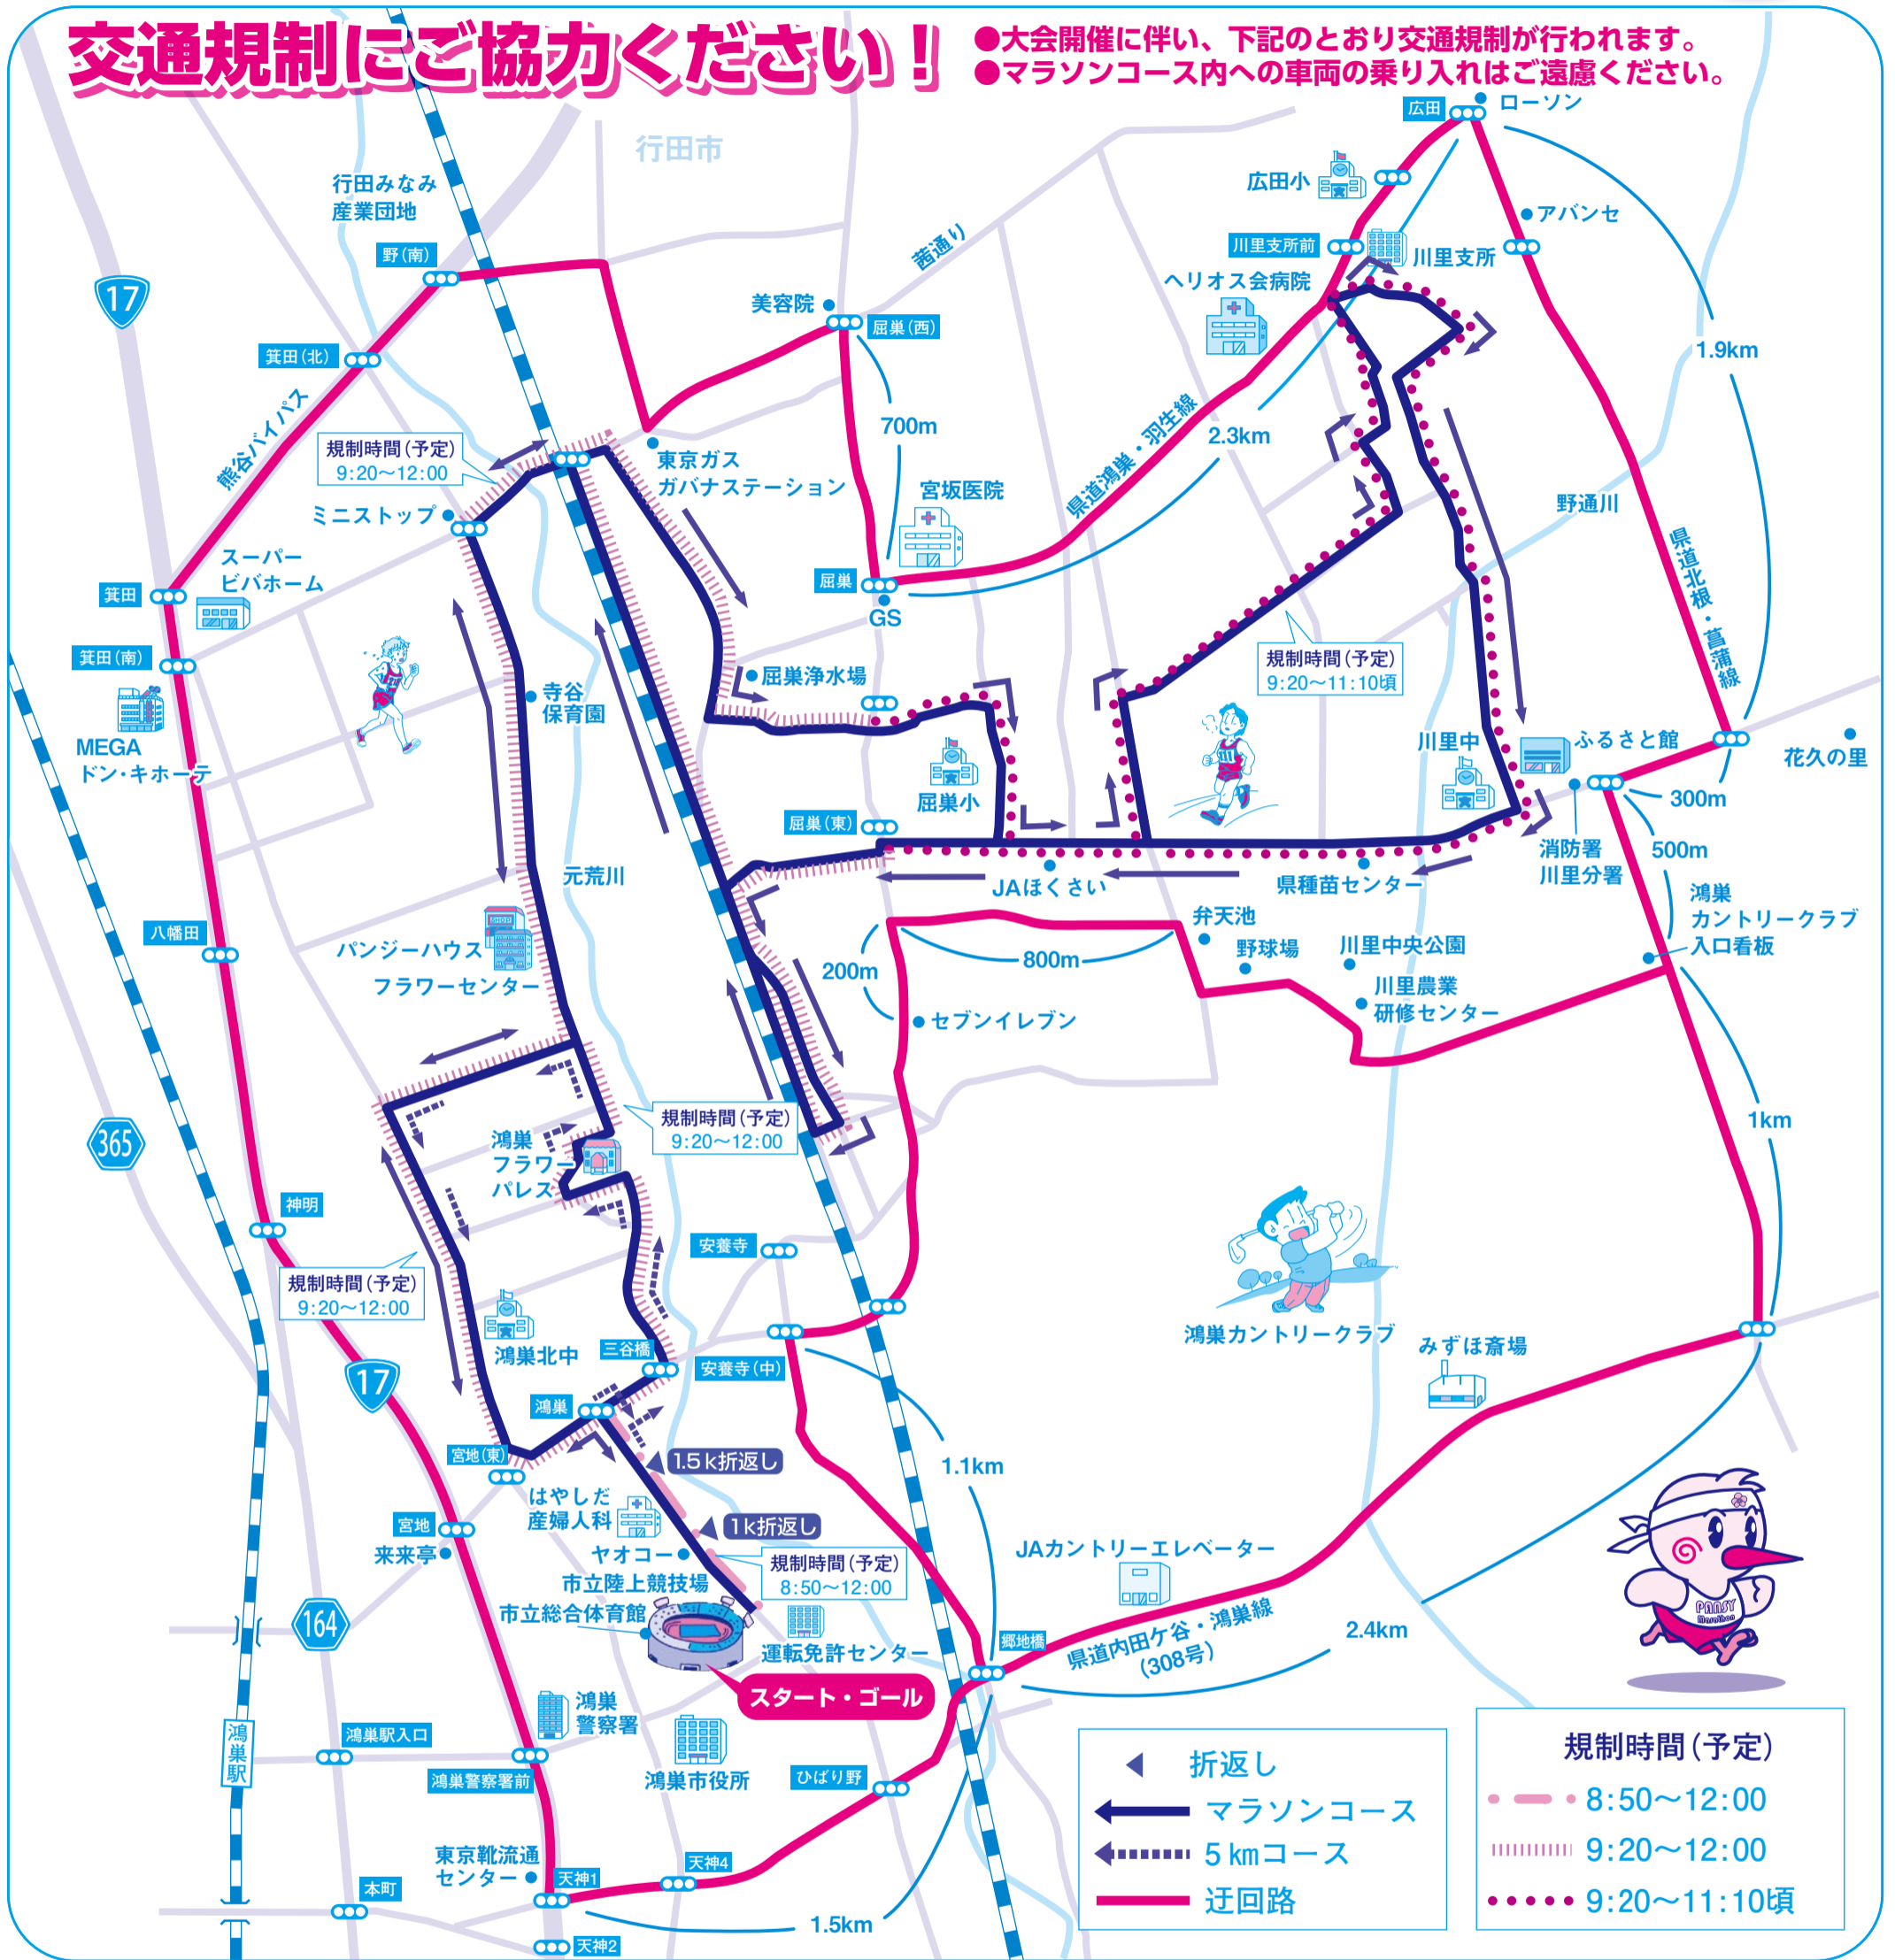 交通規制にご協力ください!
●大会開催に伴い、下記のとおり交通規制が行われます。
●マラソンコース内への車両の乗り入れはご遠慮ください。
広田
ローソン
行田市
広田小
行田みなみ
産業団地
アバンセ
野(南)
茜通り
川里支所前
川里支所
ヘリオス会病院
17
美容院
屈巣(西)
箕田(北)
1.9km
熊谷バイパス
700m
県道鴻巣・羽生線
2.3km
規制時間(予定)
9:20〜12:00
東京ガス
ガバナステーション
ミニストップ
宮坂医院
野通川
県道北根・菖蒲線
スーパー
ビバホーム
箕田
屈巣
GS
箕田(南)
規制時間(予定)
9:20〜11:10頃
屈巣浄水場
寺谷
保育園
MEGA
ドン・キホーテ
川里中
ふるさと館
花久の里
屈巣小
300m
屈巣(東)
消防署
川里分署
500m
元荒川
JAほくさい
県種苗センター
鴻巣
カントリークラブ
入口看板
八幡田
パンジーハウス
フラワーセンター
弁天池
野球場
川里中央公園
200m
800m
川里農業
研修センター
セブンイレブン
規制時間(予定)
9:20〜12:00
365
鴻巣
フラワー
パレス
1km
神明
安養寺
規制時間(予定)
9:20〜12:00
鴻巣北中
三谷橋
安養寺(中)
鴻巣カントリークラブ
みずほ斎場
17
鴻巣
宮地(東)
1.5k折返し
1.1km
はやしだ
産婦人科
宮地
1k折返し
来来亭
ヤオコー
規制時間(予定)
8:50〜12:00
JAカントリーエレベーター
市立陸上競技場
市立総合体育館
164
運転免許センター
郷地橋
県道内田ケ谷・鴻巣線
(308号)
2.4km
PANSY
Marathon
スタート・ゴール
鴻巣駅
鴻巣駅入口
鴻巣
警察署
鴻巣警察署前
鴻巣市役所
ひばり野
東京靴流通
センター
天神1
天神4
本町
1.5km
天神2
折返し
マラソンコース
5㎞コース
迂回路
規制時間(予定)
8:50〜12:00
9:20〜12:00
9:20〜11:10頃